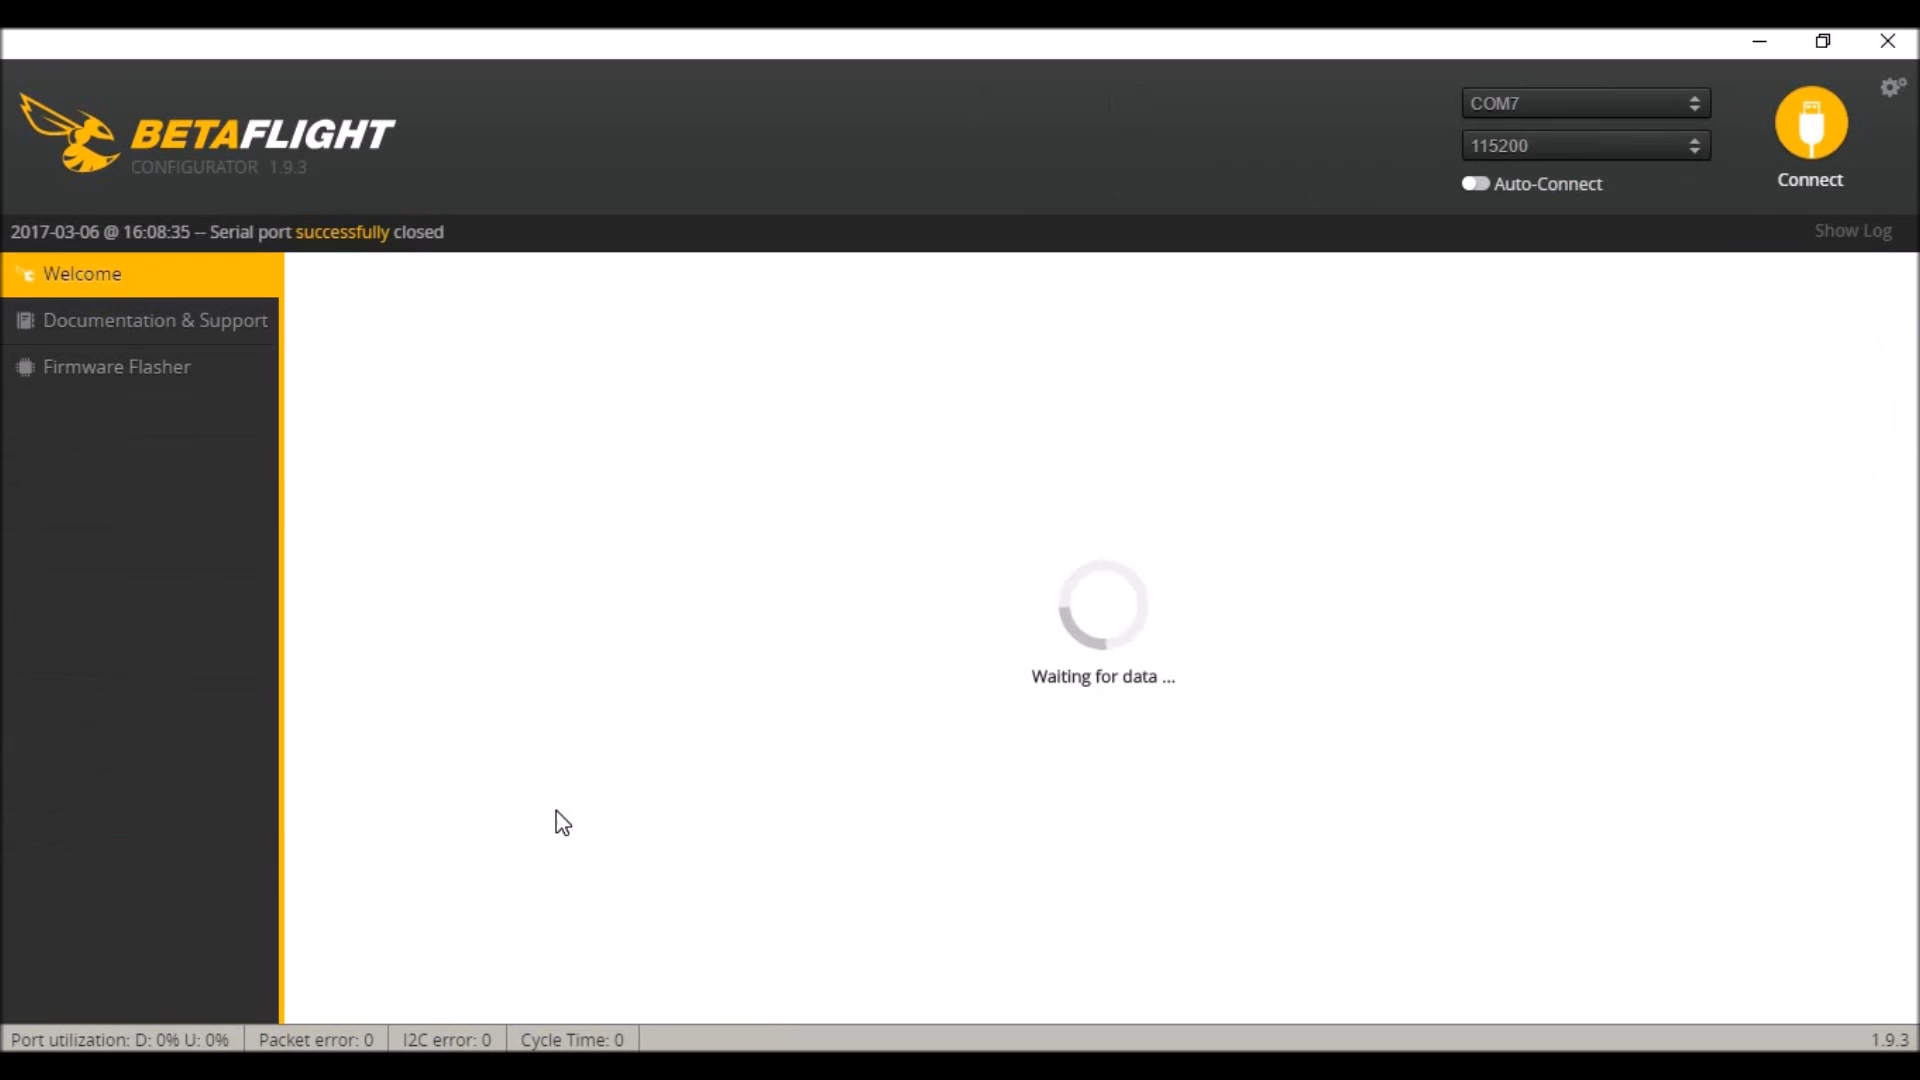 BETAFLIGHT
CONFIGURATOR 1.9.3
COM7
115200
Auto-Connect
Connect
2017-03-06 @ 16:08:35 -- Serial port successfully closed
Show Log
Welcome
Documentation & Support
Firmware Flasher
Waiting for data ...
Port utilization: D: 0% U: 0%
Packet error: 0
I2C error: 0
Cycle Time: 0
1.9.3